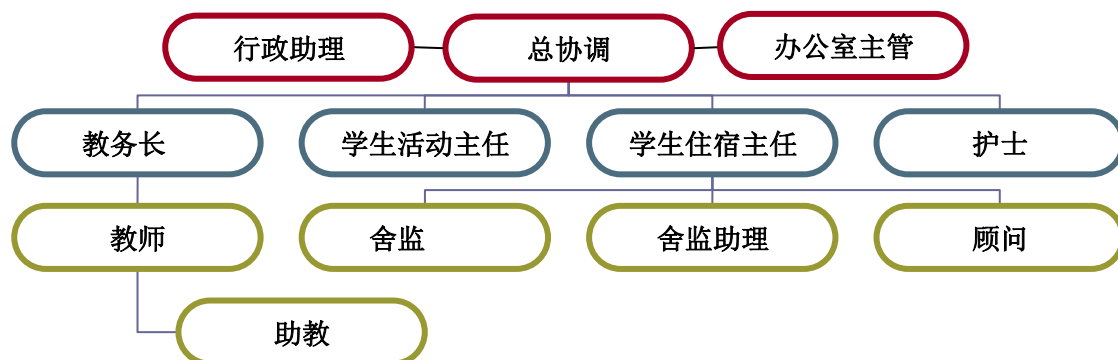 行政助理
总协调
办公室主管
教务长
学生活动主任
学生住宿主任
护士
教师
舍监
舍监助理
顾问
助教